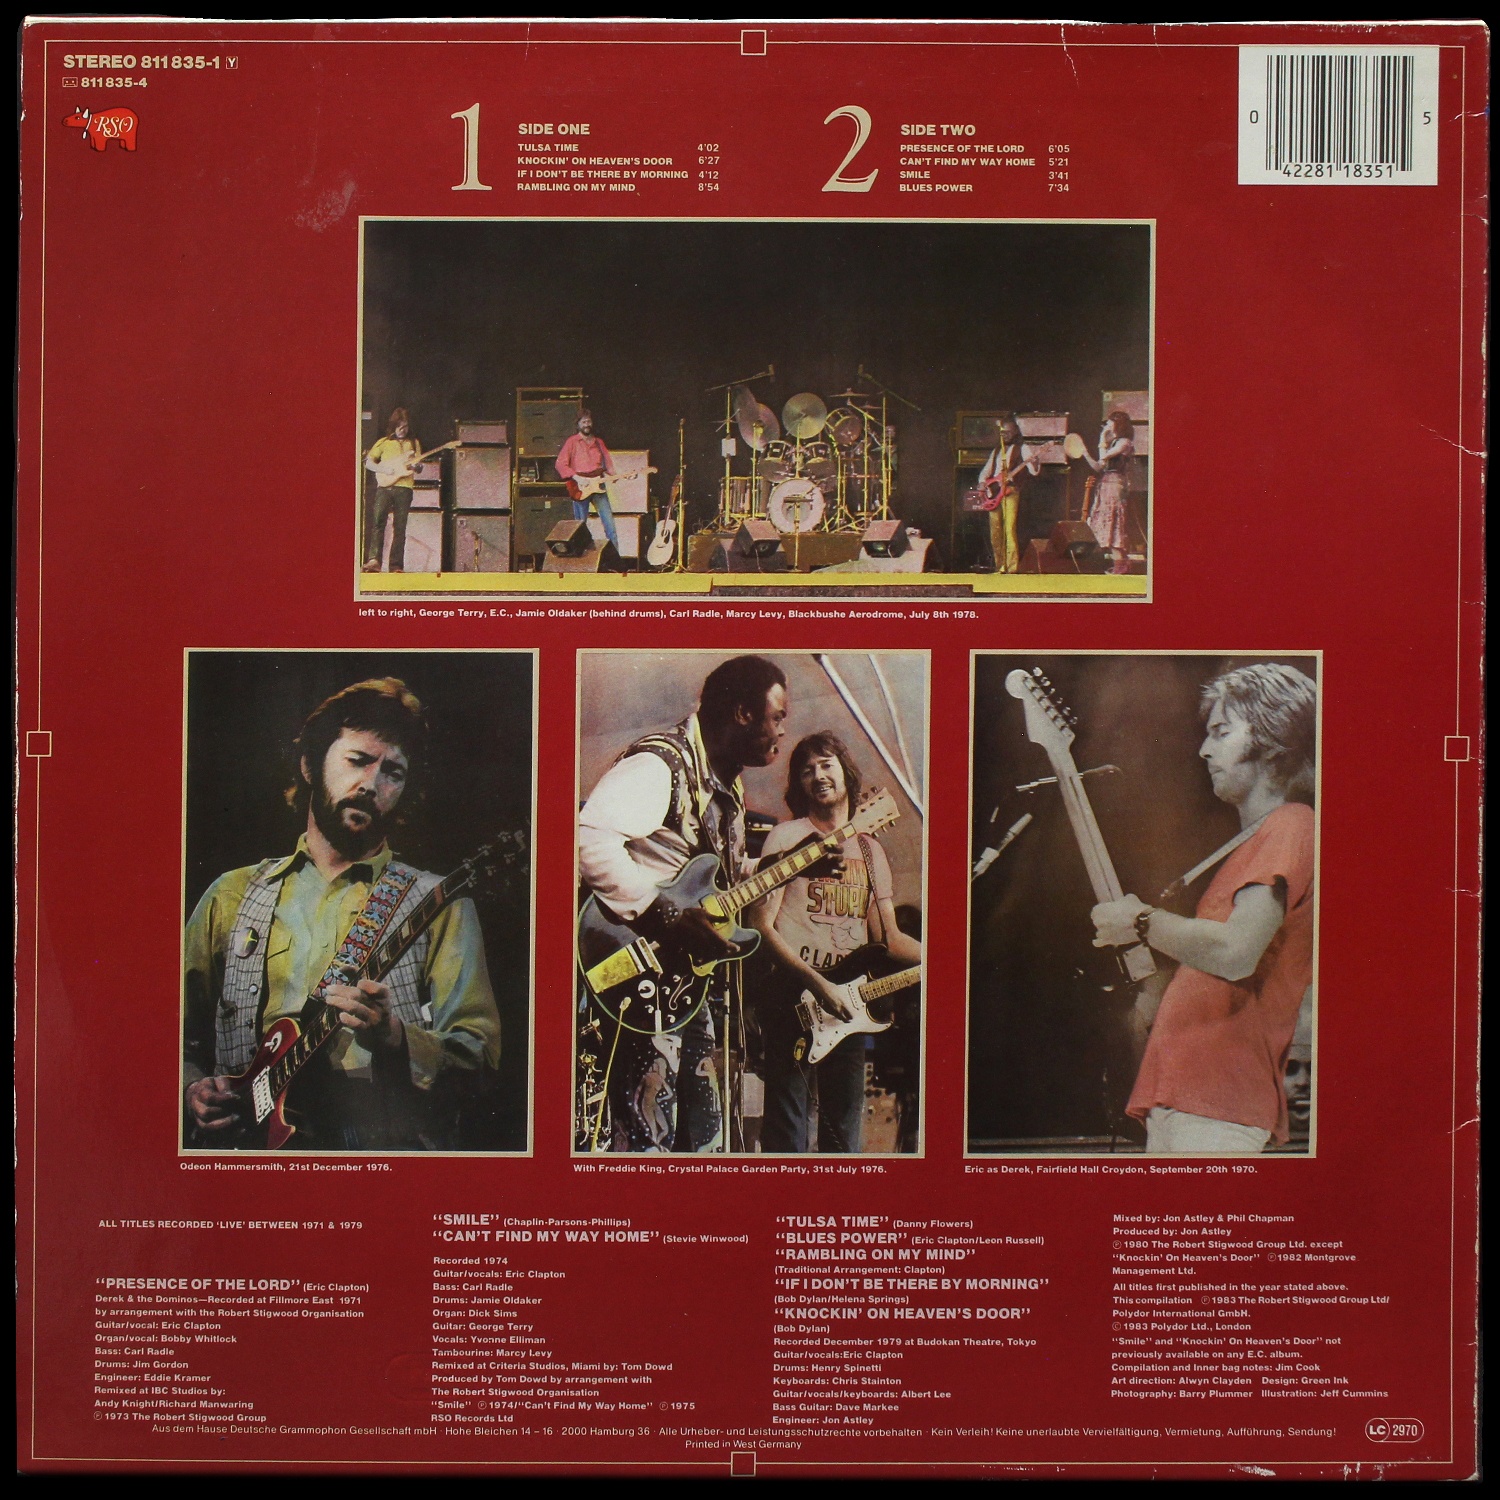 STEREO 811 835-1 Y
811 835-4
RSO
1
SIDE ONE
TULSA TIME 4'02
KNOCKIN' ON HEAVEN'S DOOR 6'27
IF I DON'T BE THERE BY MORNING 4'12
RAMBLING ON MY MIND 8'54
2
SIDE TWO
PRESENCE OF THE LORD 6'05
CAN'T FIND MY WAY HOME 5'21
SMILE 3'41
BLUES POWER 7'34
0 42281 18351 5
left to right, George Terry, E.C., Jamie Oldaker (behind drums), Carl Radle, Marcy Levy, Blackbushe Aerodrome, July 8th 1978.
STUPI
CLAP
Odeon Hammersmith, 21st December 1976.
With Freddie King, Crystal Palace Garden Party, 31st July 1976.
Eric as Derek, Fairfield Hall Croydon, September 20th 1970.
ALL TITLES RECORDED 'LIVE' BETWEEN 1971 & 1979
"PRESENCE OF THE LORD" (Eric Clapton)
Derek & the Dominos—Recorded at Fillmore East 1971
by arrangement with the Robert Stigwood Organisation
Guitar/vocal: Eric Clapton
Organ/vocal: Bobby Whitlock
Bass: Carl Radle
Drums: Jim Gordon
Engineer: Eddie Kramer
Remixed at IBC Studios by:
Andy Knight/Richard Manwaring
Ⓟ 1973 The Robert Stigwood Group
"SMILE" (Chaplin-Parsons-Phillips)
"CAN'T FIND MY WAY HOME" (Stevie Winwood)
Recorded 1974
Guitar/vocals: Eric Clapton
Bass: Carl Radle
Drums: Jamie Oldaker
Organ: Dick Sims
Guitar: George Terry
Vocals: Yvonne Elliman
Tambourine: Marcy Levy
Remixed at Criteria Studios, Miami by: Tom Dowd
Produced by Tom Dowd by arrangement with
The Robert Stigwood Organisation
"Smile" Ⓟ 1974/"Can't Find My Way Home" Ⓟ 1975
RSO Records Ltd
"TULSA TIME" (Danny Flowers)
"BLUES POWER" (Eric Clapton/Leon Russell)
"RAMBLING ON MY MIND"
(Traditional Arrangement: Clapton)
"IF I DON'T BE THERE BY MORNING"
(Bob Dylan/Helena Springs)
"KNOCKIN' ON HEAVEN'S DOOR"
(Bob Dylan)
Recorded December 1979 at Budokan Theatre, Tokyo
Guitar/vocals:Eric Clapton
Drums: Henry Spinetti
Keyboards: Chris Stainton
Guitar/vocals/keyboards: Albert Lee
Bass Guitar: Dave Markee
Engineer: Jon Astley
Mixed by: Jon Astley & Phil Chapman
Produced by: Jon Astley
Ⓟ 1980 The Robert Stigwood Group Ltd. except
"Knockin' On Heaven's Door" Ⓟ1982 Montgrove
Management Ltd.
All titles first published in the year stated above.
This compilation Ⓟ 1983 The Robert Stigwood Group Ltd/
Polydor International GmbH.
Ⓒ 1983 Polydor Ltd., London
"Smile" and "Knockin' On Heaven's Door" not
previously available on any E.C. album.
Compilation and Inner bag notes: Jim Cook
Art direction: Alwyn Clayden Design: Green Ink
Photography: Barry Plummer Illustration: Jeff Cummins
Aus dem Hause Deutsche Grammophon Gesellschaft mbH · Hohe Bleichen 14 – 16 · 2000 Hamburg 36 · Alle Urheber- und Leistungsschutzrechte vorbehalten · Kein Verleih! Keine unerlaubte Vervielfältigung, Vermietung, Aufführung, Sendung!
Printed in West Germany
LC 2970